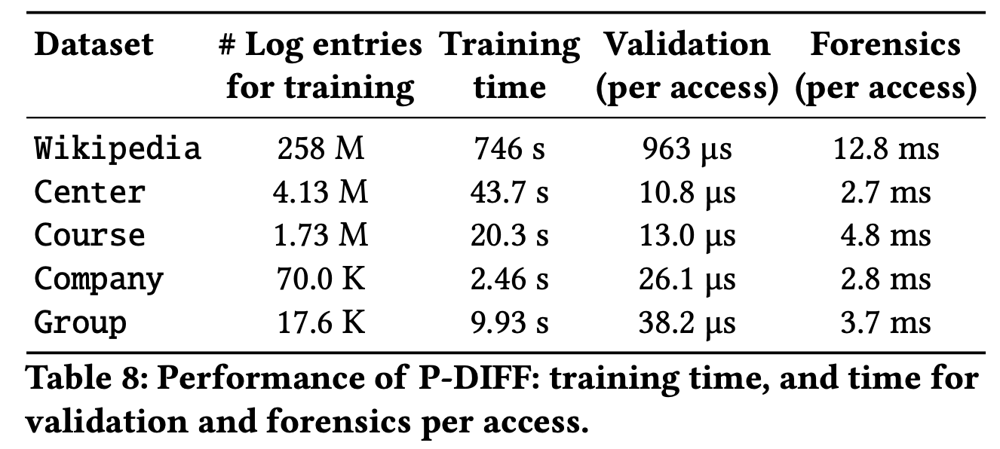 Dataset # Log entries Training Validation Forensics
for training time (per access) (per access)
Wikipedia 258 M 746 s 963 μs 12.8 ms
Center 4.13 M 43.7 s 10.8 μs 2.7 ms
Course 1.73 M 20.3 s 13.0 μs 4.8 ms
Company 70.0 K 2.46 s 26.1 μs 2.8 ms
Group 17.6 K 9.93 s 38.2 μs 3.7 ms
Table 8: Performance of P-DIFF: training time, and time for
validation and forensics per access.